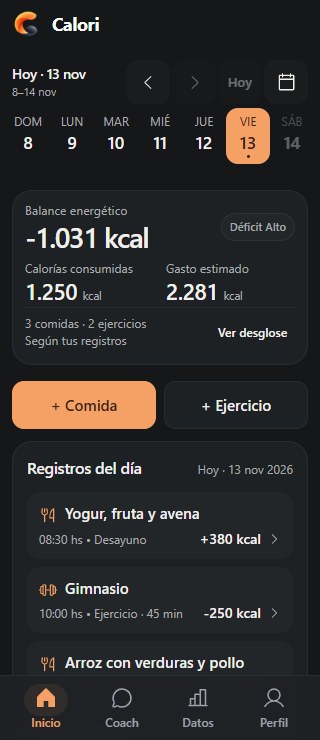 Calori
Hoy · 13 nov
8–14 nov
Hoy
DOM LUN MAR MIÉ JUE VIE SÁB
8 9 10 11 12 13 14
Balance energético
-1.031 kcal
Déficit Alto
Calorías consumidas Gasto estimado
1.250 kcal 2.281 kcal
3 comidas · 2 ejercicios
Según tus registros
Ver desglose
+ Comida + Ejercicio
Registros del día Hoy · 13 nov 2026
Yogur, fruta y avena
08:30 hs • Desayuno +380 kcal
Gimnasio
10:00 hs • Ejercicio · 45 min -250 kcal
Arroz con verduras y pollo
Inicio Coach Datos Perfil